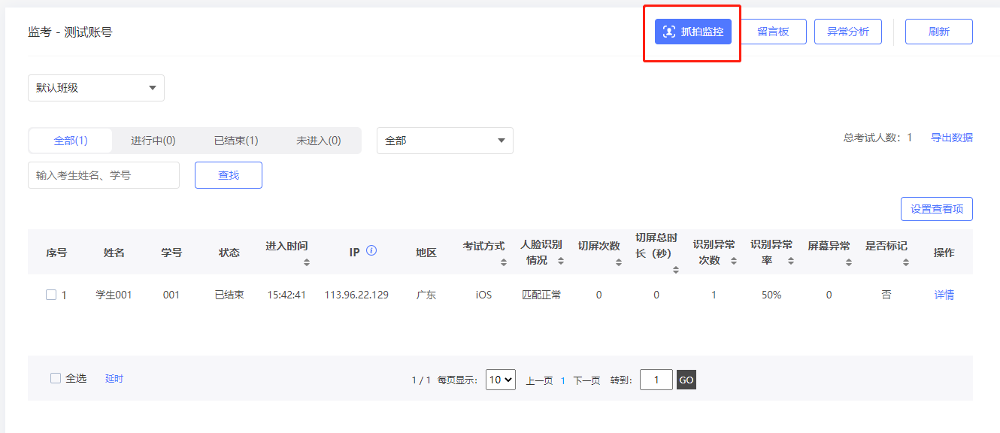 监考 - 测试账号 抓拍监控 留言板 异常分析 刷新
默认班级
全部(1) 进行中(0) 已结束(1) 未进入(0) 全部 总考试人数：1 导出数据
输入考生姓名、学号 查找
设置查看项
序号 姓名 学号 状态 进入时间 IP 地区 考试方式 人脸识别情况 切屏次数 切屏总时长（秒） 识别异常次数 识别异常率 屏幕异常 是否标记 操作
1 学生001 001 已结束 15:42:41 113.96.22.129 广东 iOS 匹配正常 0 0 1 50% 0 否 详情
全选 延时 1 / 1 每页显示： 10 上一页 1 下一页 转到： 1 GO